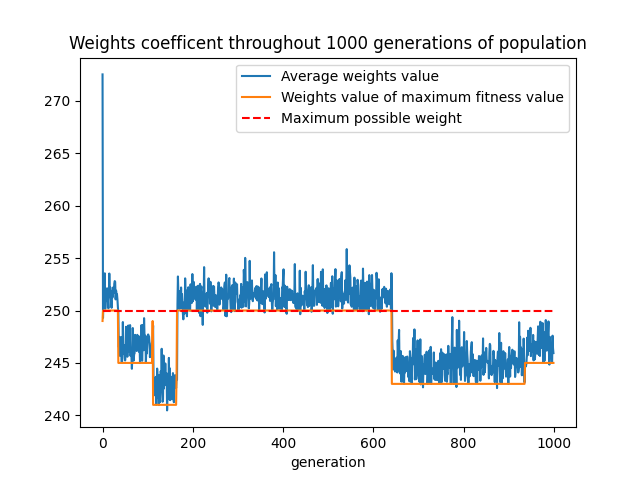 Weights coefficent throughout 1000 generations of population
Average weights value
Weights value of maximum fitness value
Maximum possible weight
270
265
260
255
250
245
240
0 200 400 600 800 1000
generation